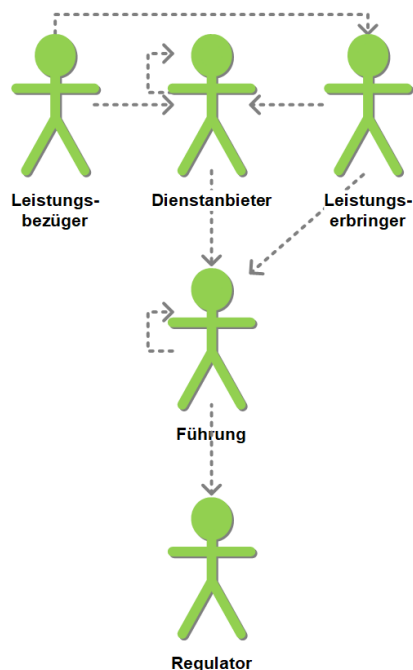 Leistungs-
bezüger
Dienstanbieter
Leistungs-
erbringer
Führung
Regulator